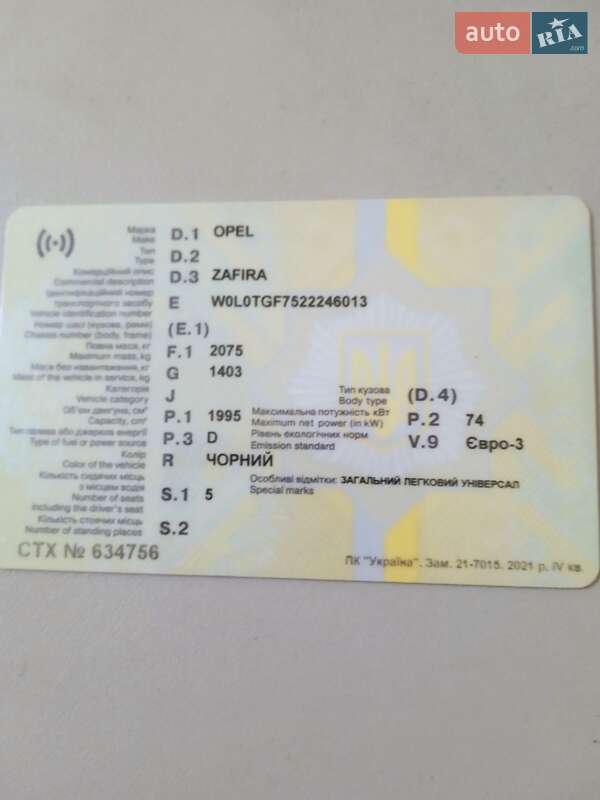 auto RIA .com
Марка D.1 OPEL
Make
Тип D.2
Type
Комерційний опис D.3 ZAFIRA
Commercial description
Ідентифікаційний номер
транспортного засобу E W0L0TGF7522246013
Vehicle identification number
Номер шасі (кузова, рами) (E.1)
Chassis number (body, frame)
Повна маса, кг F.1 2075
Maximum mass, kg
Маса без навантаження, кг G 1403
Mass of the vehicle in service, kg
Категорія J Тип кузова (D.4)
Vehicle category Body type
Об'єм двигуна, см³ P.1 1995 Максимальна потужність кВт P.2 74
Capacity, cm³ Maximum net power (in kW)
Тип палива або джерела енергії P.3 D Рівень екологічних норм V.9 Євро-3
Type of fuel or power source Emission standard
Колір R ЧОРНИЙ
Color of the vehicle
Кількість сидячих місць Особливі відмітки: ЗАГАЛЬНИЙ ЛЕГКОВИЙ УНІВЕРСАЛ
з місцем водія S.1 5 Special marks
Number of seats
including the driver's seat
Кількість стоячих місць S.2
Number of standing places
СТХ № 634756
ПК "Україна". Зам. 21-7015. 2021 р. IV кв.